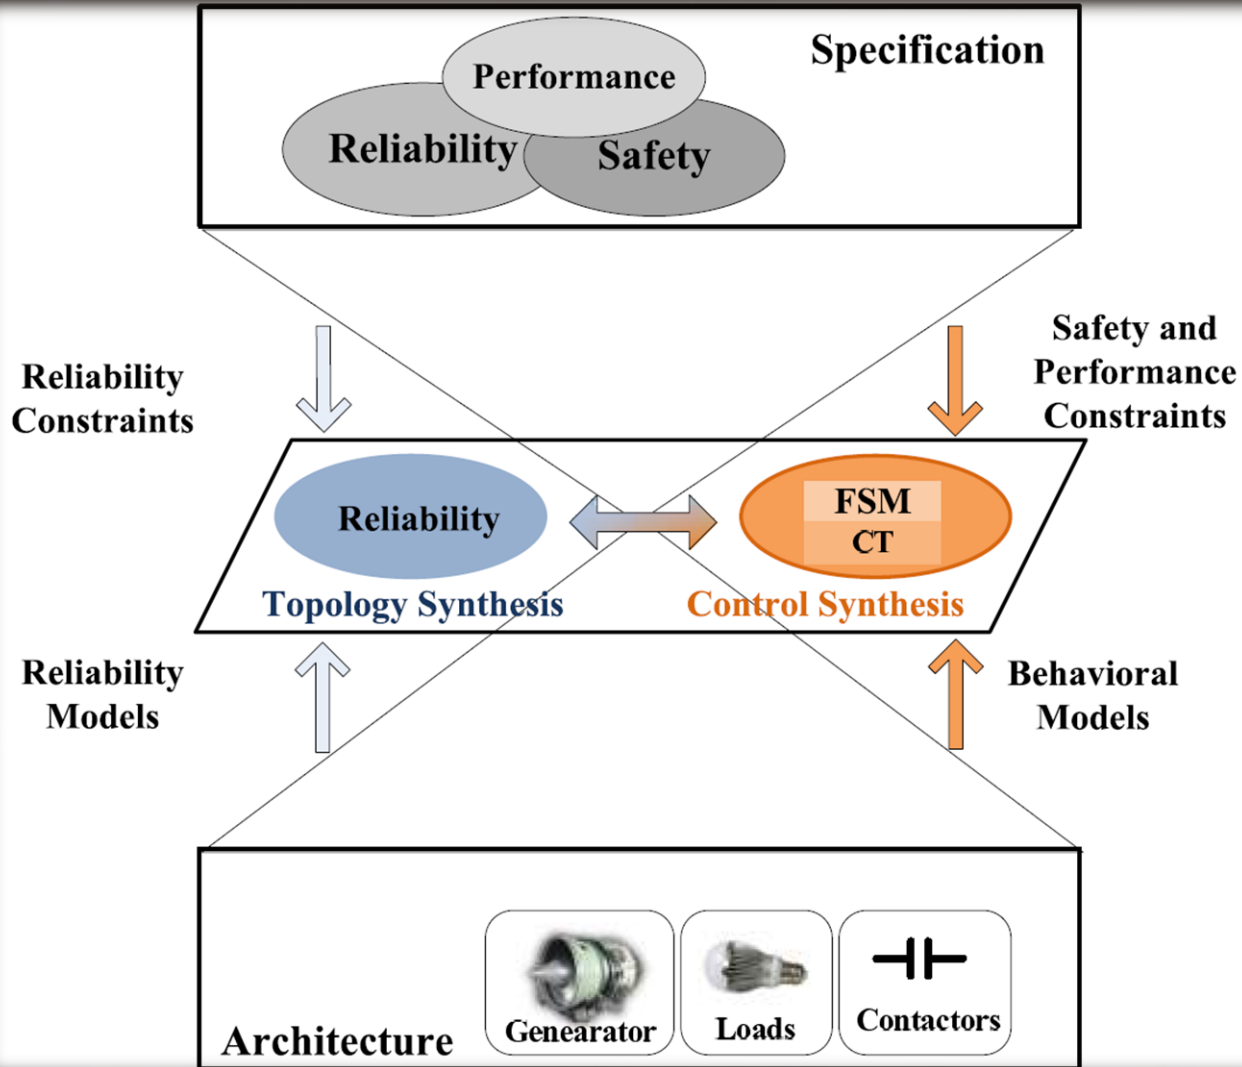 Specification
Performance
Reliability
Safety
Reliability
Constraints
Safety and
Performance
Constraints
Reliability
FSM
CT
Topology Synthesis
Control Synthesis
Reliability
Models
Behavioral
Models
Architecture
Genearator
Loads
Contactors